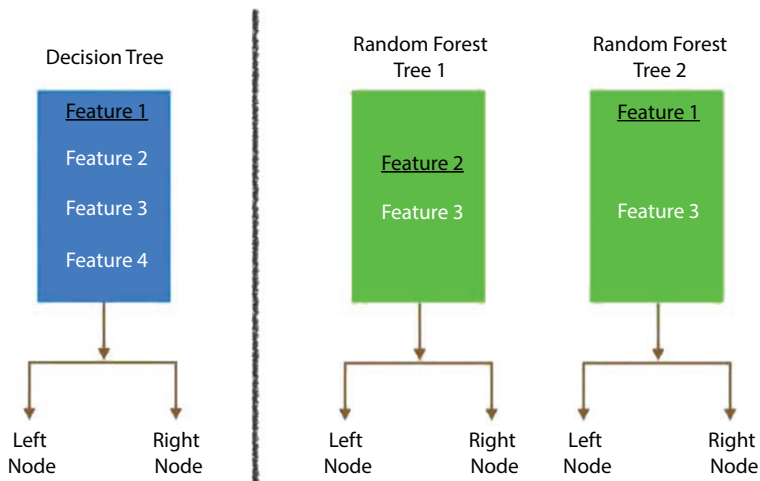 Decision Tree
Feature 1
Feature 2
Feature 3
Feature 4
Left
Node
Right
Node
Random Forest
Tree 1
Feature 2
Feature 3
Left
Node
Right
Node
Random Forest
Tree 2
Feature 1
Feature 3
Left
Node
Right
Node